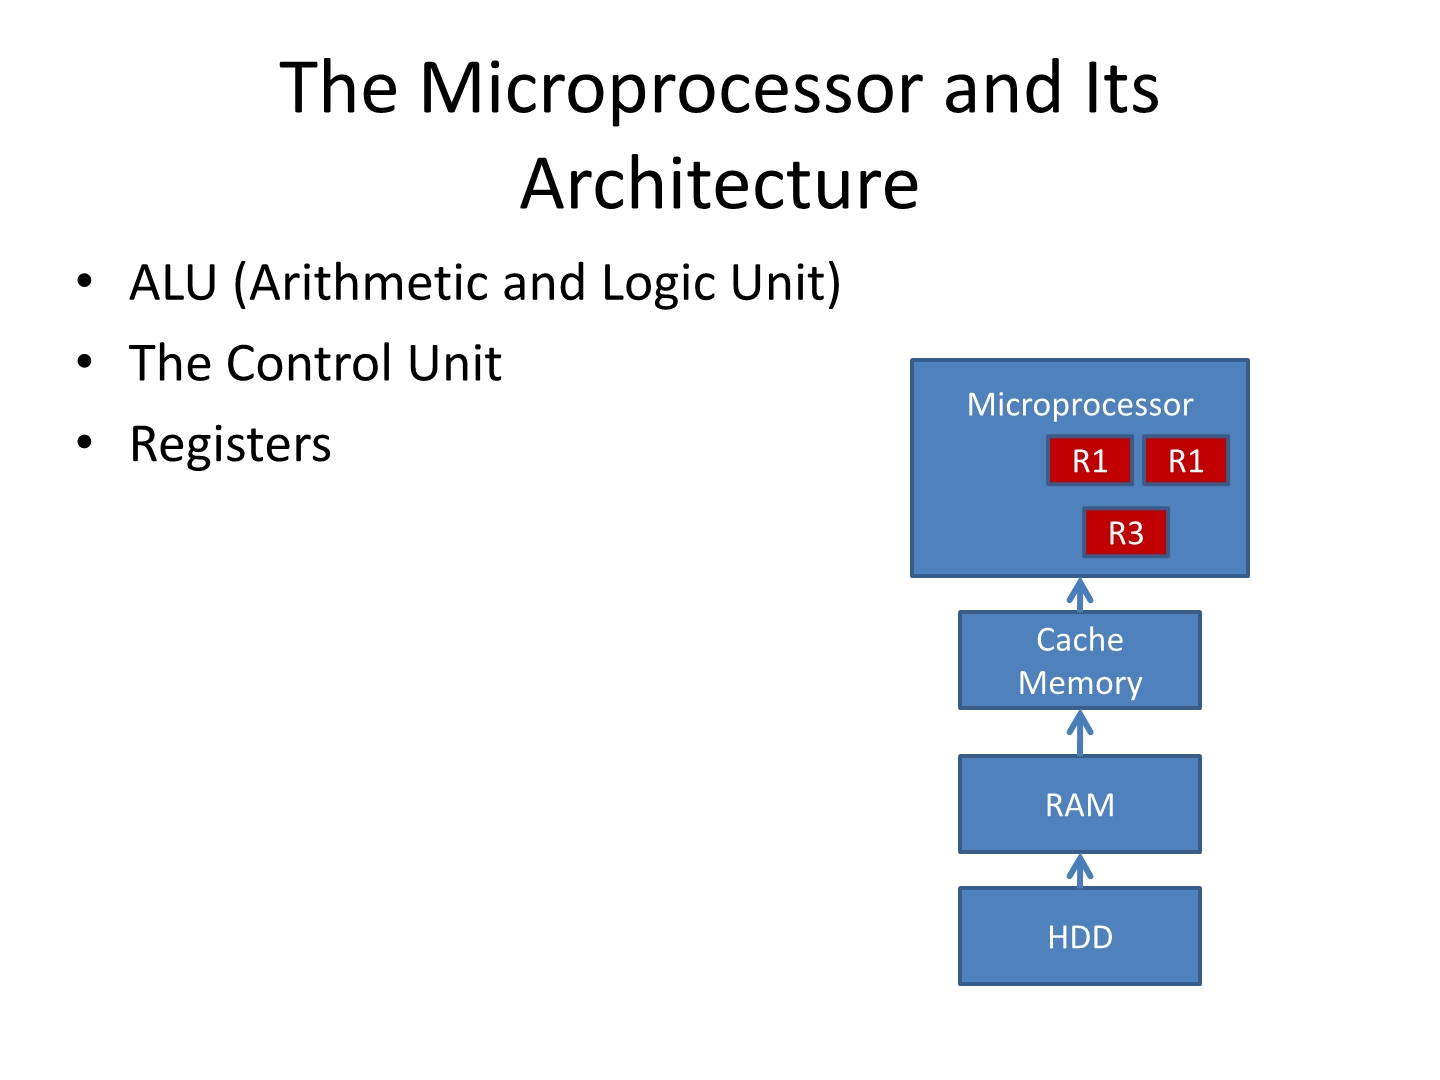 The Microprocessor and Its
Architecture
• ALU (Arithmetic and Logic Unit)
• The Control Unit
• Registers
Microprocessor
R1 R1
R3
Cache
Memory
RAM
HDD